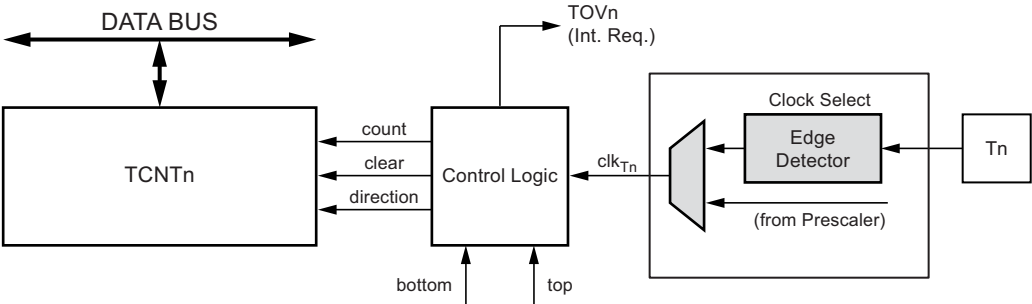 DATA BUS
TOVn
(Int. Req.)
Clock Select
count
Edge
Detector
Tn
TCNTn
clear
Control Logic
clkTn
direction
(from Prescaler)
bottom
top